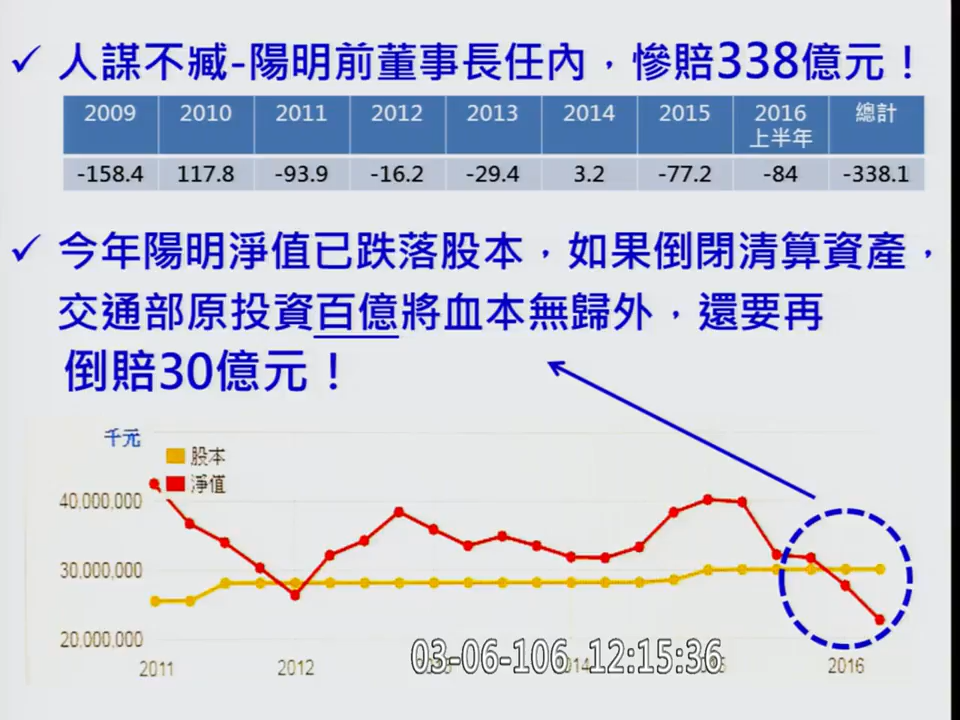 ✓ 人謀不臧-陽明前董事長任內，慘賠338億元！
2009 2010 2011 2012 2013 2014 2015 2016 上半年 總計
-158.4 117.8 -93.9 -16.2 -29.4 3.2 -77.2 -84 -338.1
✓ 今年陽明淨值已跌落股本，如果倒閉清算資產，
交通部原投資百億將血本無歸外，還要再
倒賠30億元！
千元
股本
淨值
40,000,000
30,000,000
20,000,000
2011 2012 2016
03-06-106 12:15:36